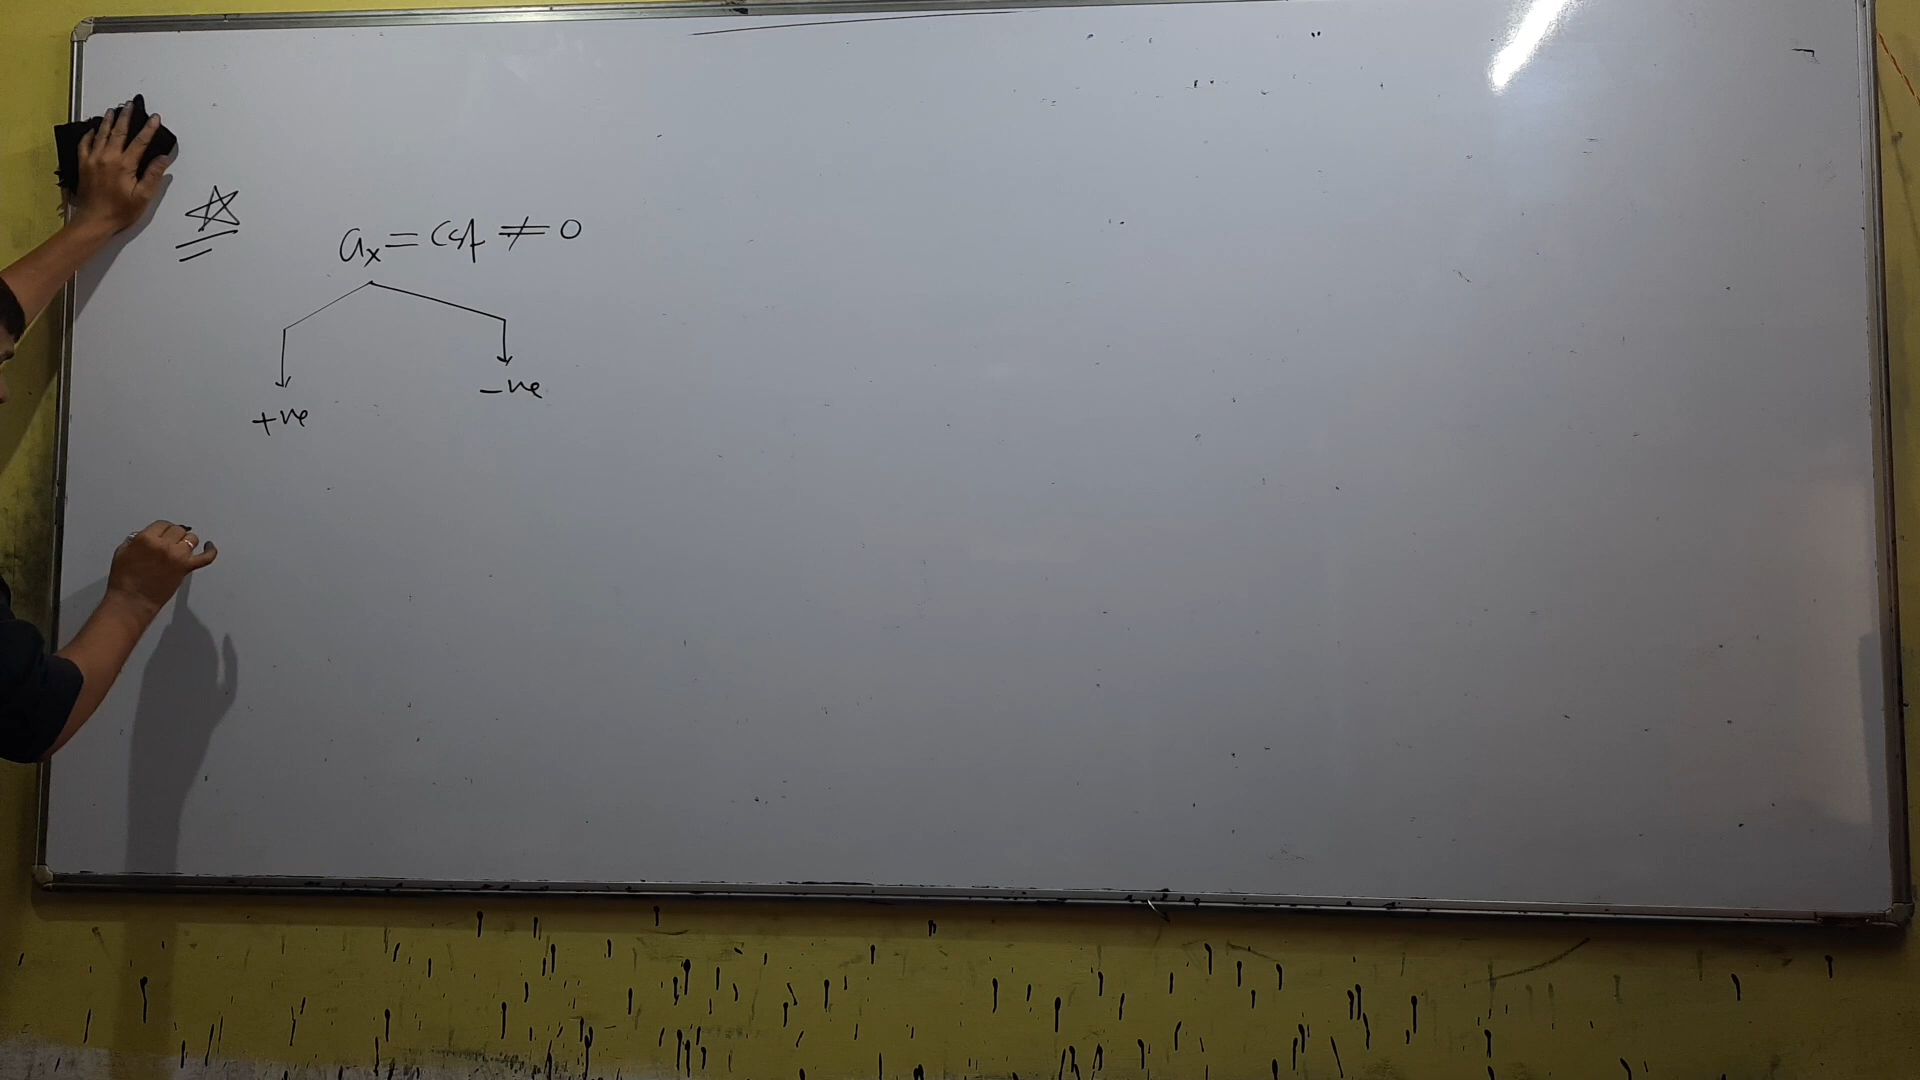 aₓ = Cst ≠ 0
+ve
-ve